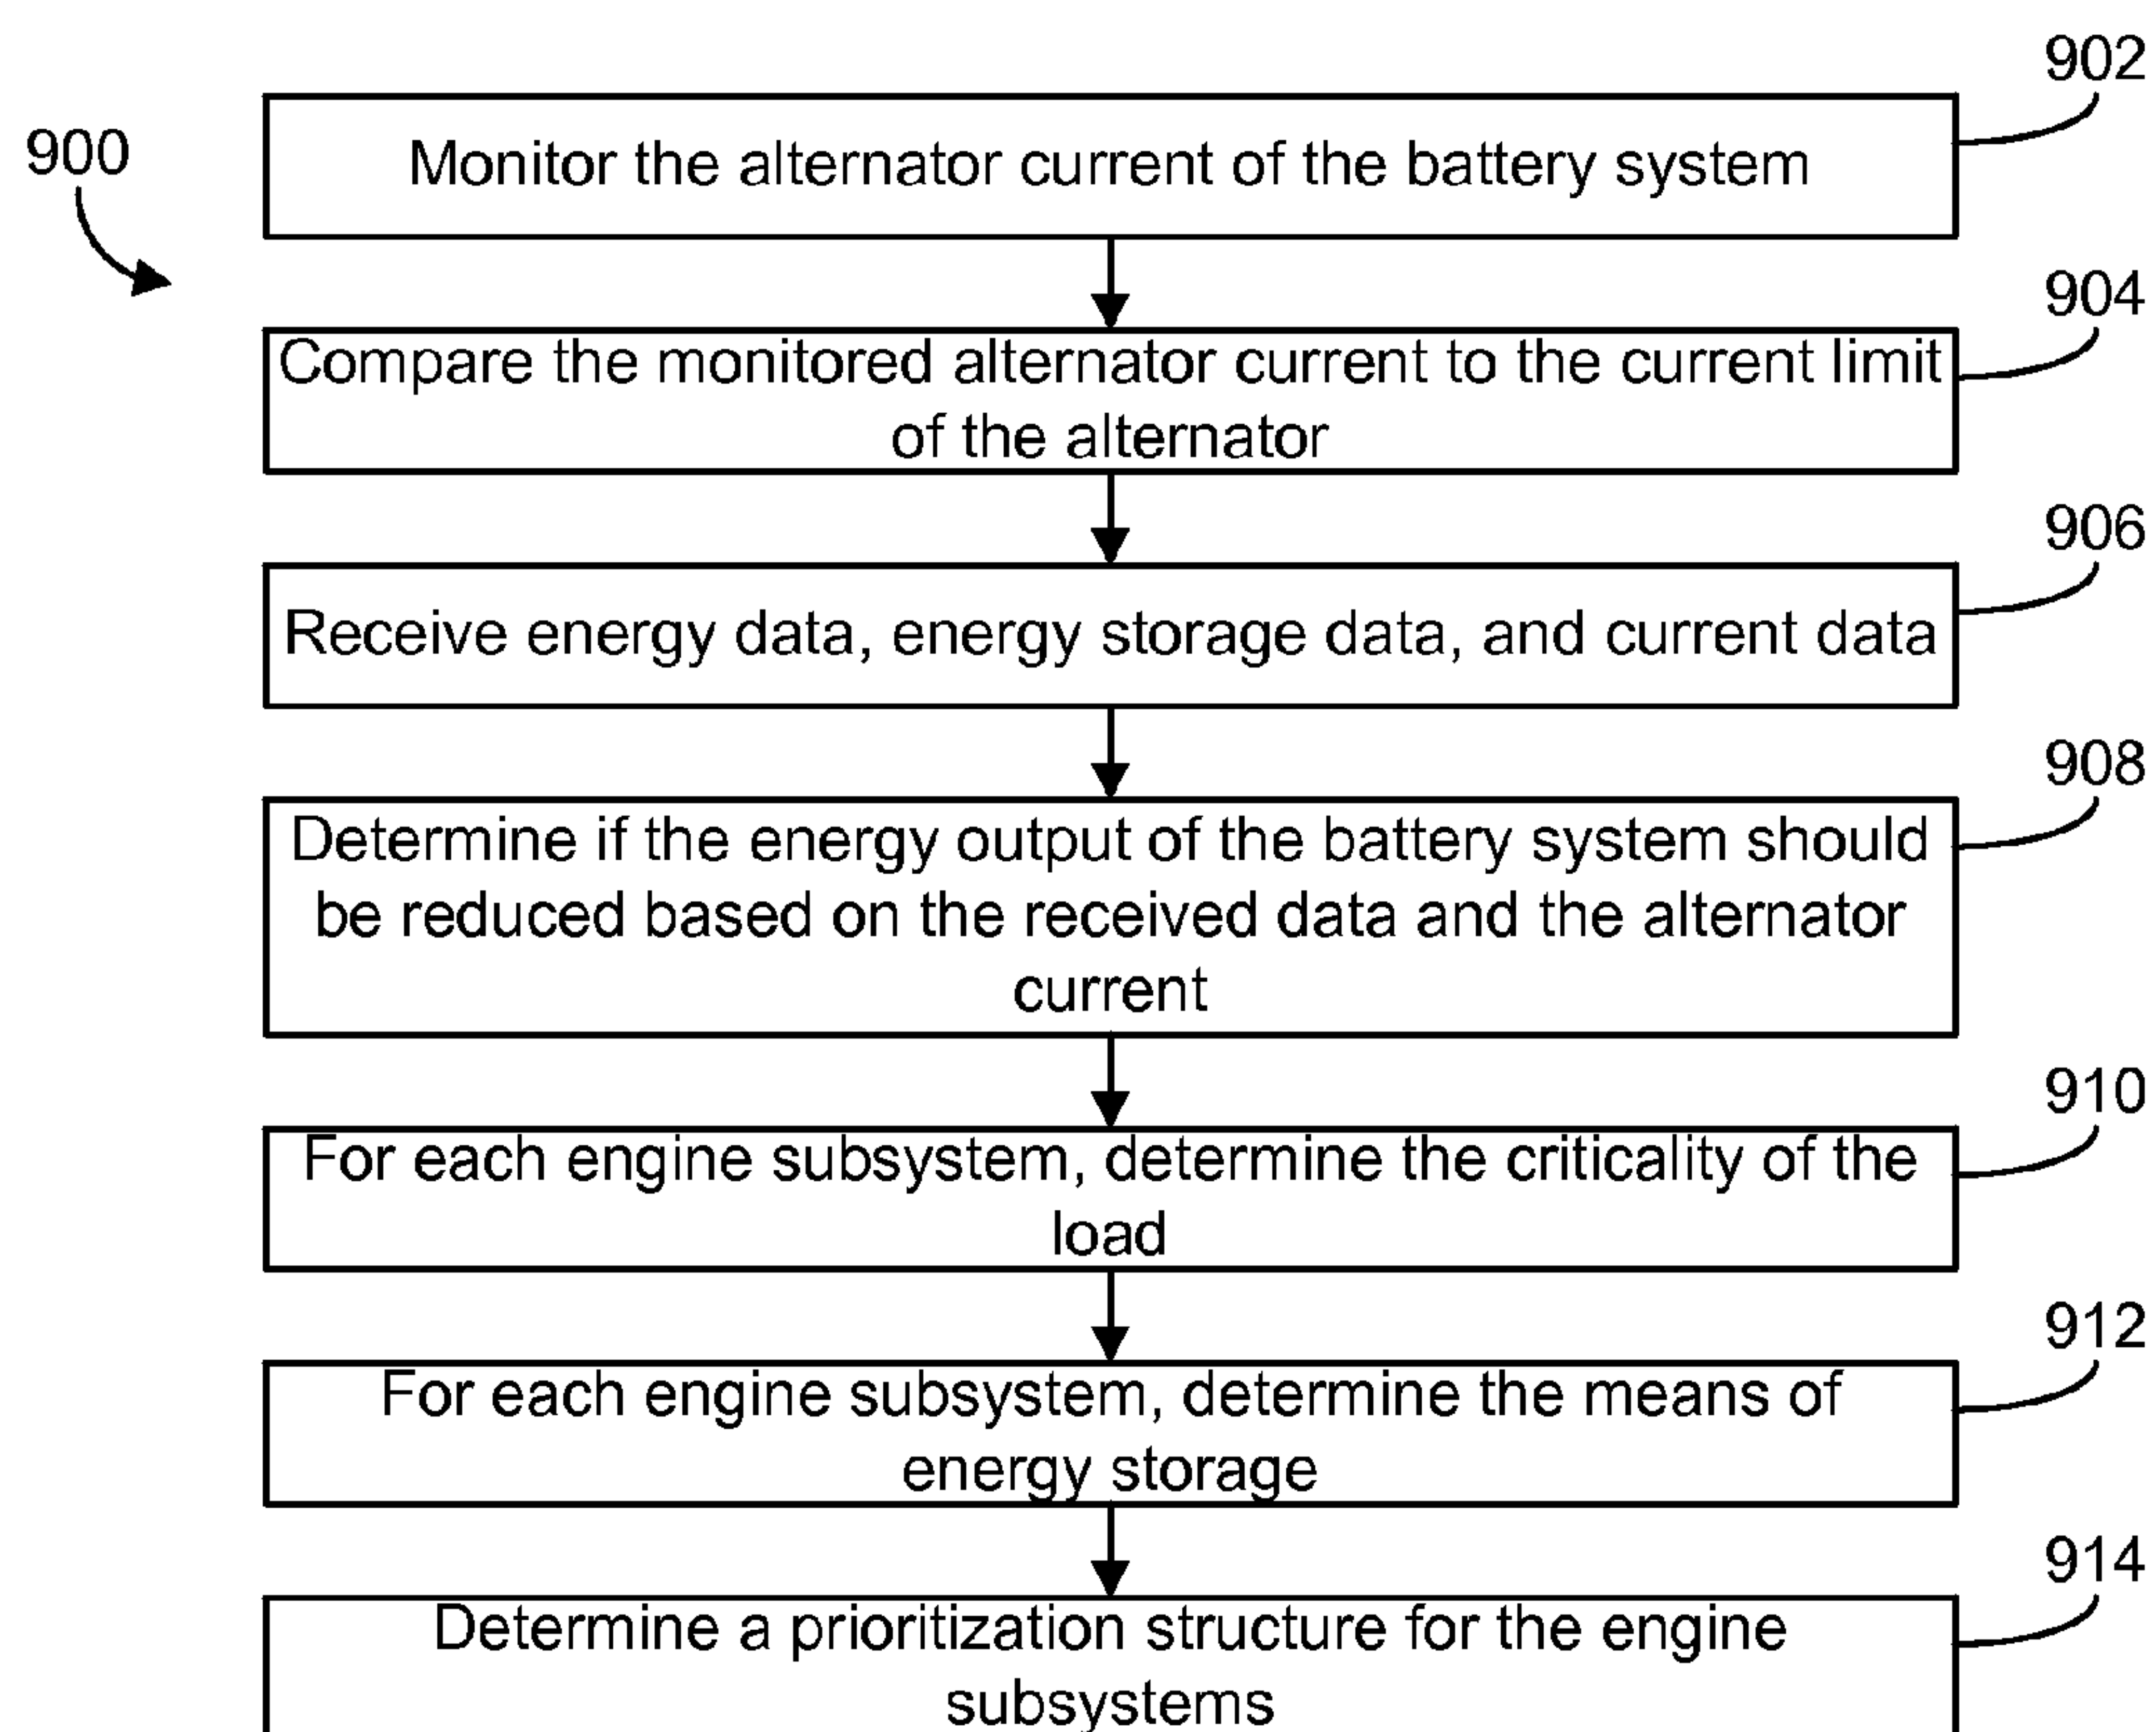 902
900
Monitor the alternator current of the battery system
904
Compare the monitored alternator current to the current limit
of the alternator
906
Receive energy data, energy storage data, and current data
908
Determine if the energy output of the battery system should
be reduced based on the received data and the alternator
current
910
For each engine subsystem, determine the criticality of the
load
912
For each engine subsystem, determine the means of
energy storage
914
Determine a prioritization structure for the engine
subsystems